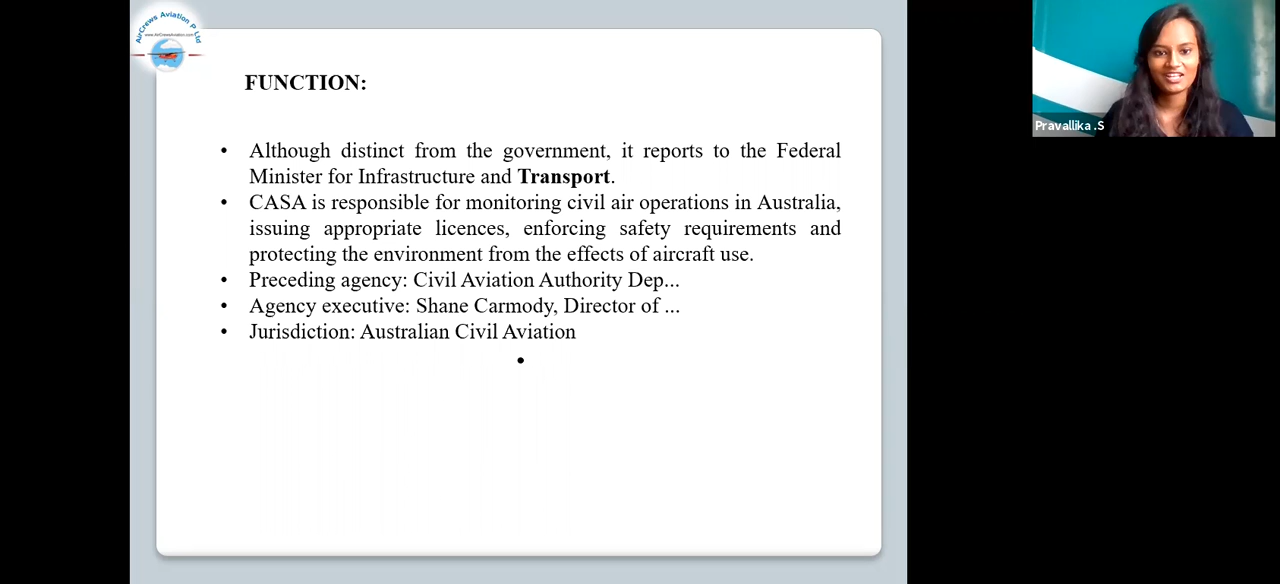 AirCrews Aviation P Ltd
www.AirCrewsAviation.com
FUNCTION:
• Although distinct from the government, it reports to the Federal
Minister for Infrastructure and Transport.
• CASA is responsible for monitoring civil air operations in Australia,
issuing appropriate licences, enforcing safety requirements and
protecting the environment from the effects of aircraft use.
• Preceding agency: Civil Aviation Authority Dep...
• Agency executive: Shane Carmody, Director of ...
• Jurisdiction: Australian Civil Aviation
Pravallika .S